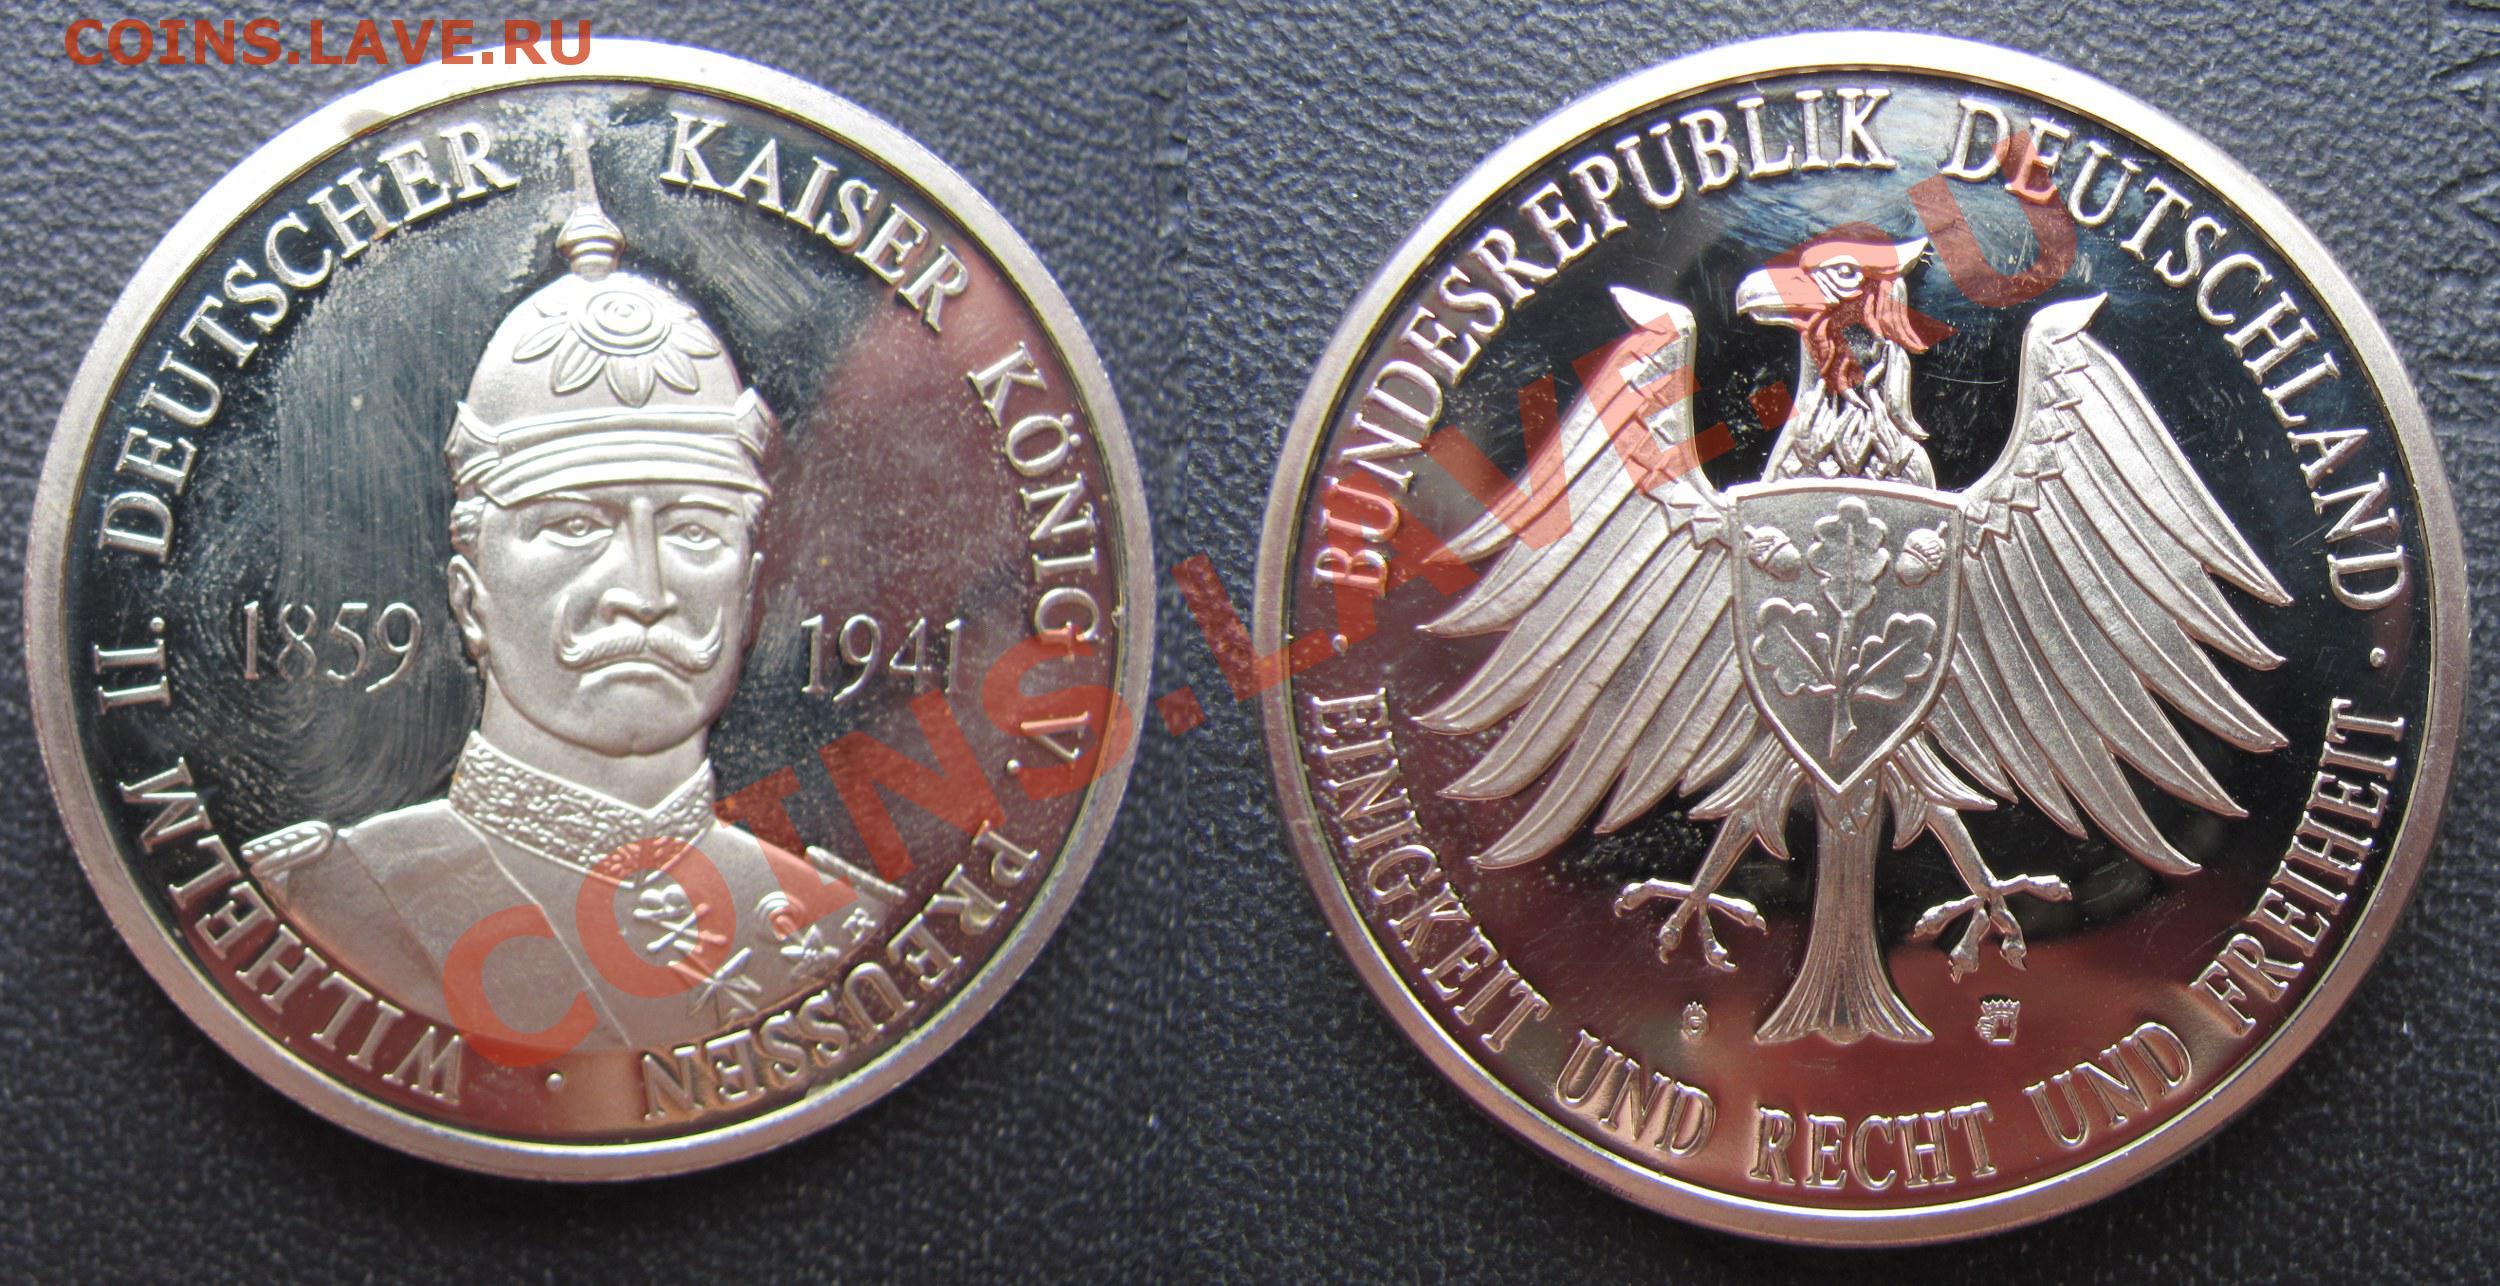 COINS.LAVE.RU
WILHELM II. DEUTSCHER KAISER KÖNIG V. PREUSSEN ·
1859 1941
· BUNDESREPUBLIK DEUTSCHLAND ·
EINIGKEIT UND RECHT UND FREIHEIT
COINS.LAVE.RU